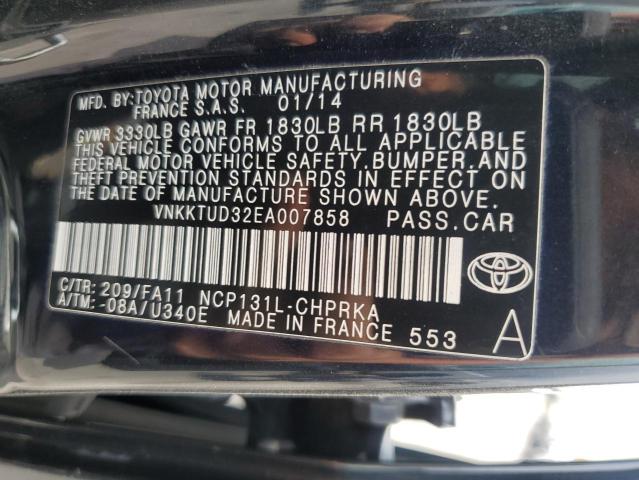 MFD. BY: TOYOTA MOTOR MANUFACTURING
FRANCE S.A.S. 01/14
GVWR 3330LB GAWR FR 1830LB RR 1830LB
THIS VEHICLE CONFORMS TO ALL APPLICABLE
FEDERAL MOTOR VEHICLE SAFETY, BUMPER, AND
THEFT PREVENTION STANDARDS IN EFFECT ON
THE DATE OF MANUFACTURE SHOWN ABOVE.
VNKKTUD32EA007858 PASS.CAR
C/TR: 209/FA11 NCP131L-CHPRKA
A/TM: -08A/U340E MADE IN FRANCE 553
A